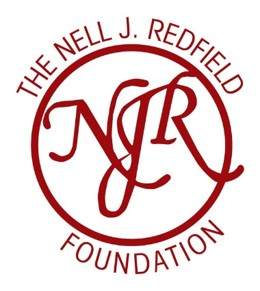 THE NELL J. REDFIELD
NJR
FOUNDATION